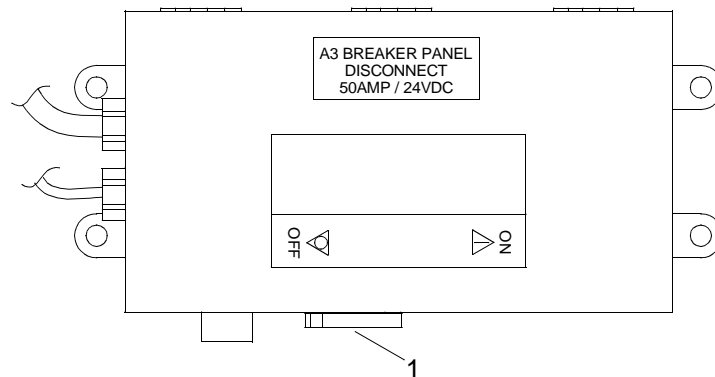 A3 BREAKER PANEL
DISCONNECT
50AMP / 24VDC
OFF
ON
1